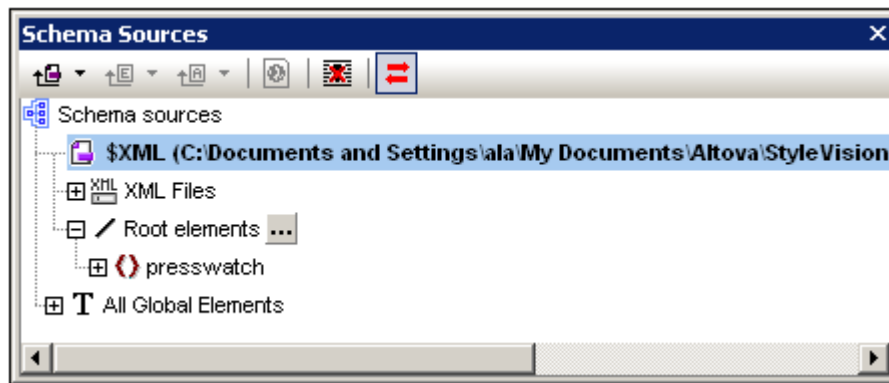 Schema Sources
Schema sources
$XML (C:\Documents and Settings\ala\My Documents\Altova\StyleVision
XML Files
Root elements ...
presswatch
T All Global Elements